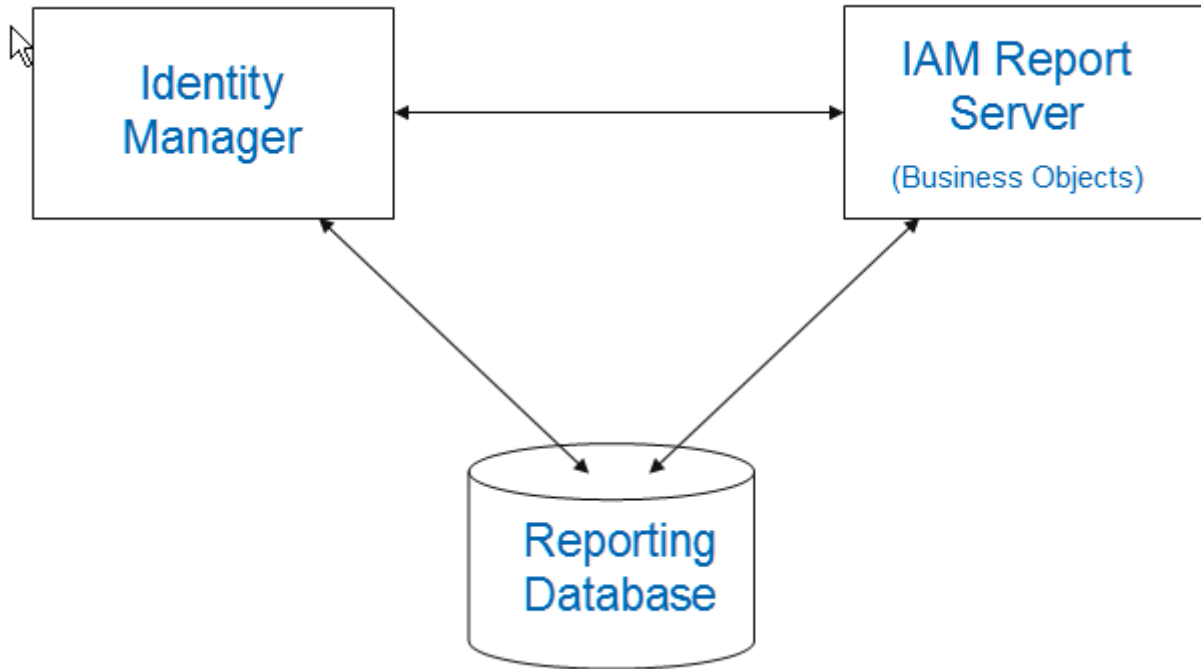 Identity
Manager
IAM Report
Server
(Business Objects)
Reporting
Database